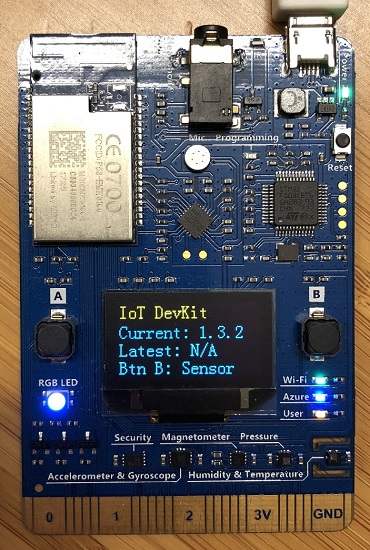 Power
Mic.
Programming
CE0700
Reset
A
B
IoT DevKit
Current: 1.3.2
Latest: N/A
Btn B: Sensor
RGB LED
Wi-Fi
Azure
User
Security
Magnetometer
Pressure
Accelerometer & Gyroscope
Humidity & Temperature
0
1
2
3V
GND